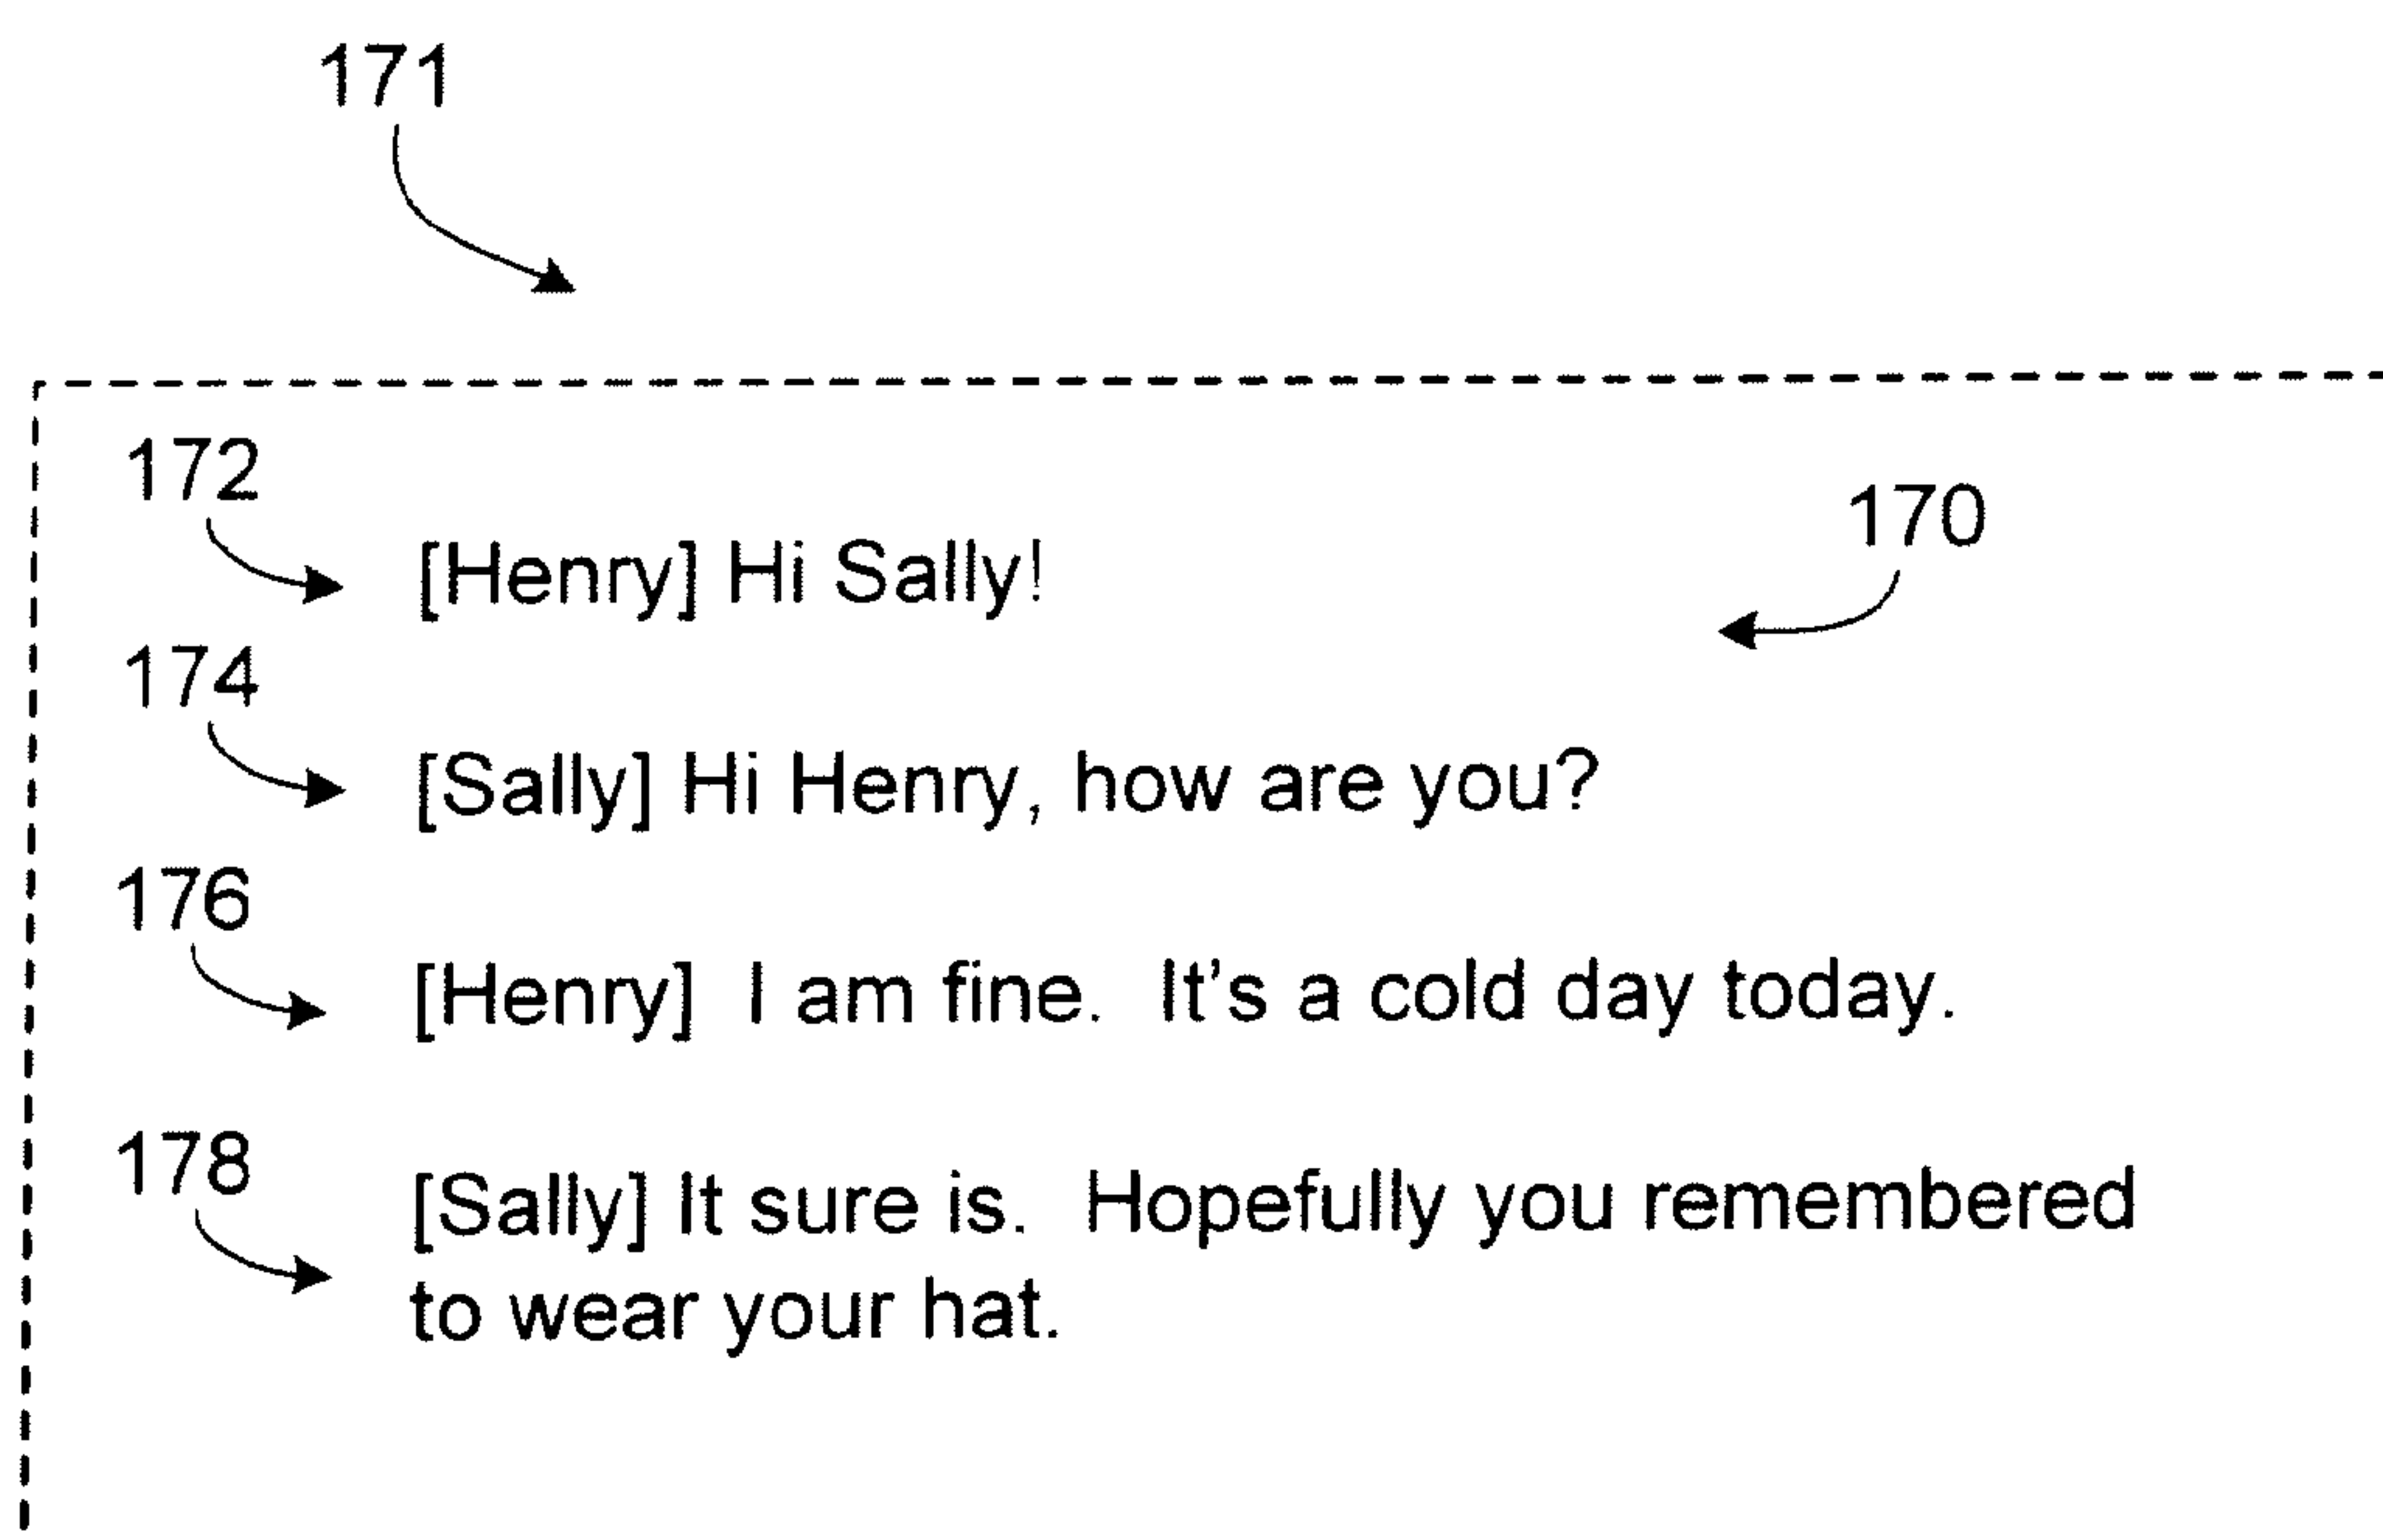 171
172
170
[Henry] Hi Sally!
174
[Sally] Hi Henry, how are you?
176
[Henry]  I am fine.  It's a cold day today.
178
[Sally] It sure is.  Hopefully you remembered
to wear your hat.